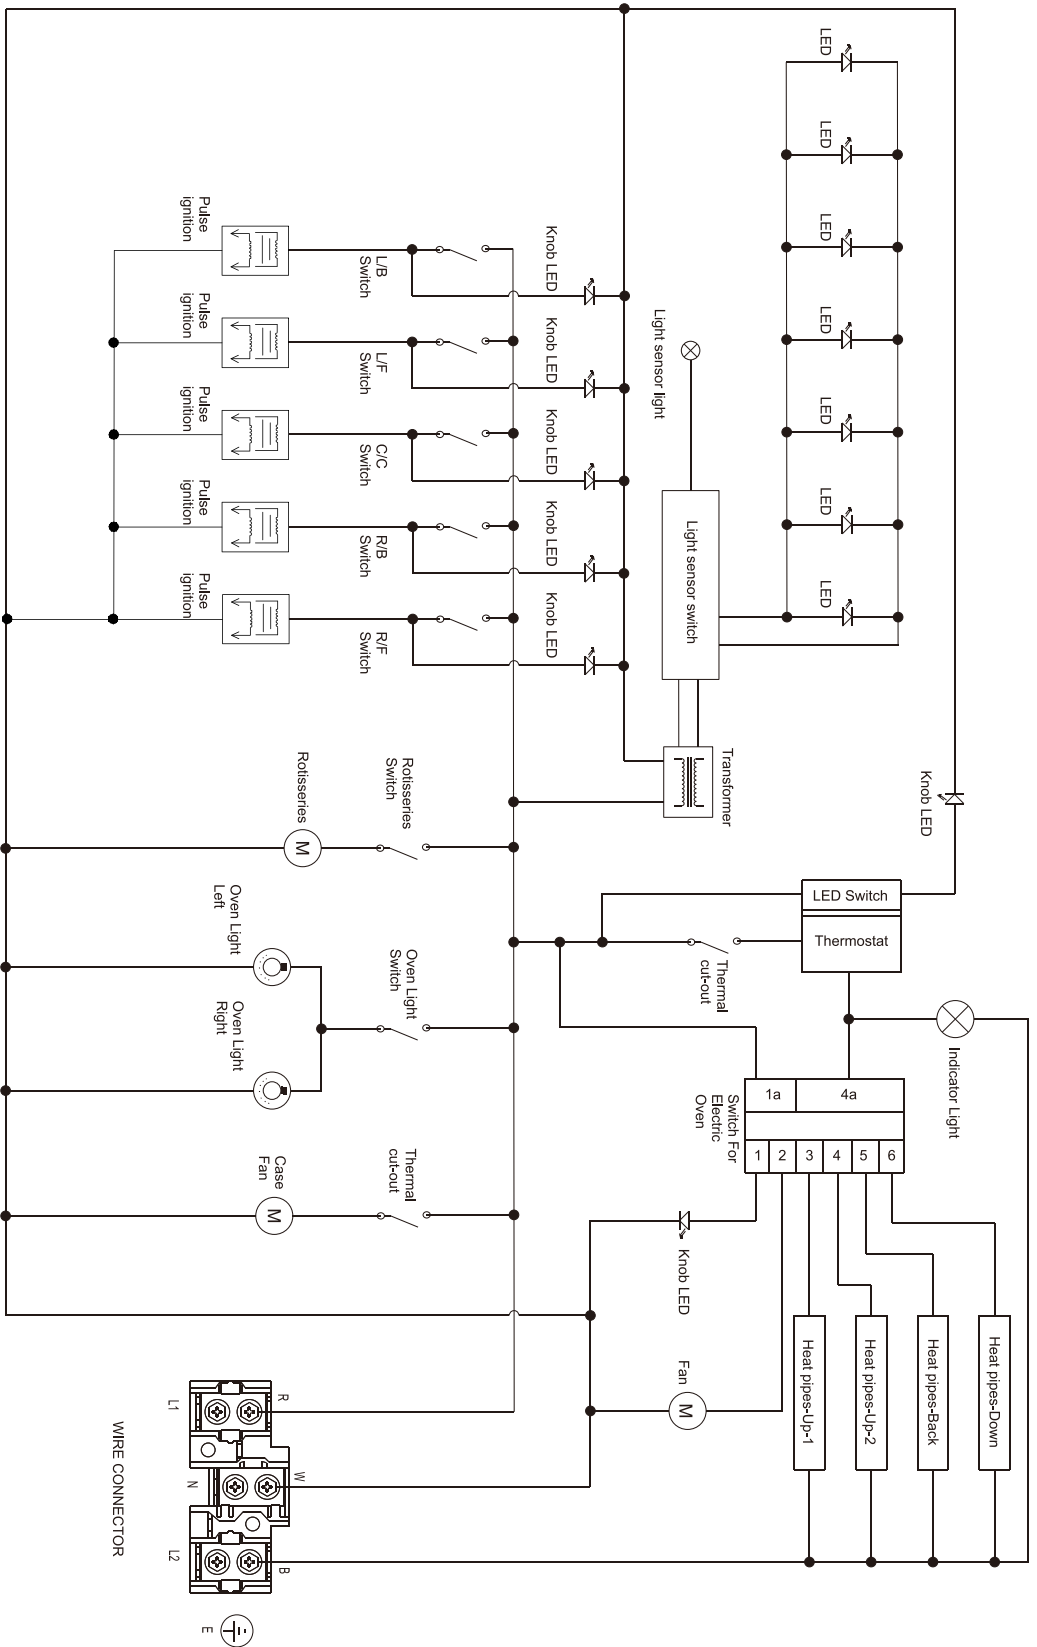 LED
LED
LED
LED
LED
LED
LED
Pulse
ignition
Pulse
ignition
Pulse
ignition
Pulse
ignition
Pulse
ignition
L/B
Switch
L/F
Switch
C/C
Switch
R/B
Switch
R/F
Switch
Knob LED
Knob LED
Knob LED
Knob LED
Knob LED
Light sensor light
Light sensor switch
Transformer
Knob LED
Rotisseries
M
Rotisseries
Switch
LED Switch
Thermostat
Thermal
cut-out
Oven Light
Left
Oven Light
Right
Oven Light
Switch
Indicator Light
1a
4a
Switch For
Electric
Oven
1
2
3
4
5
6
Case
Fan
M
Thermal
cut-out
Knob LED
Fan
M
Heat pipes-Up-1
Heat pipes-Up-2
Heat pipes-Back
Heat pipes-Down
R
L1
W
N
B
L2
E
WIRE CONNECTOR